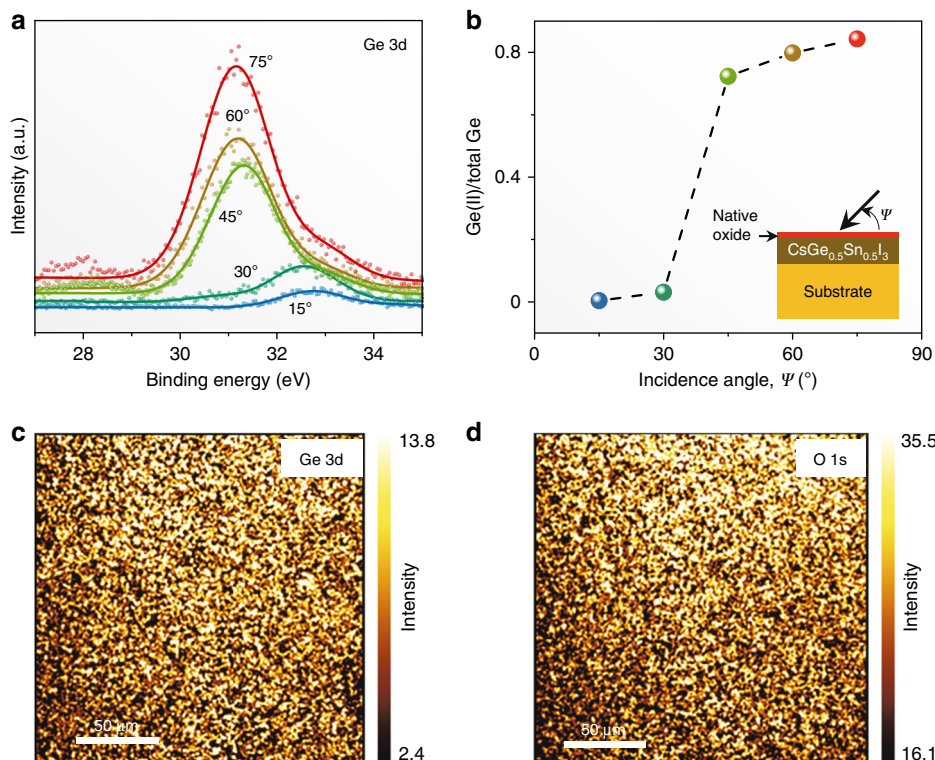 a
Ge 3d
75°
60°
45°
30°
15°
Intensity (a.u.)
28 30 32 34
Binding energy (eV)
b
0.8
0.4
0
Ge(II)/total Ge
Native
oxide
Ψ
CsGe0.5Sn0.5I3
Substrate
0 30 60 90
Incidence angle, Ψ (°)
c
Ge 3d
50 μm
13.8
Intensity
2.4
d
O 1s
50 μm
35.5
Intensity
16.1